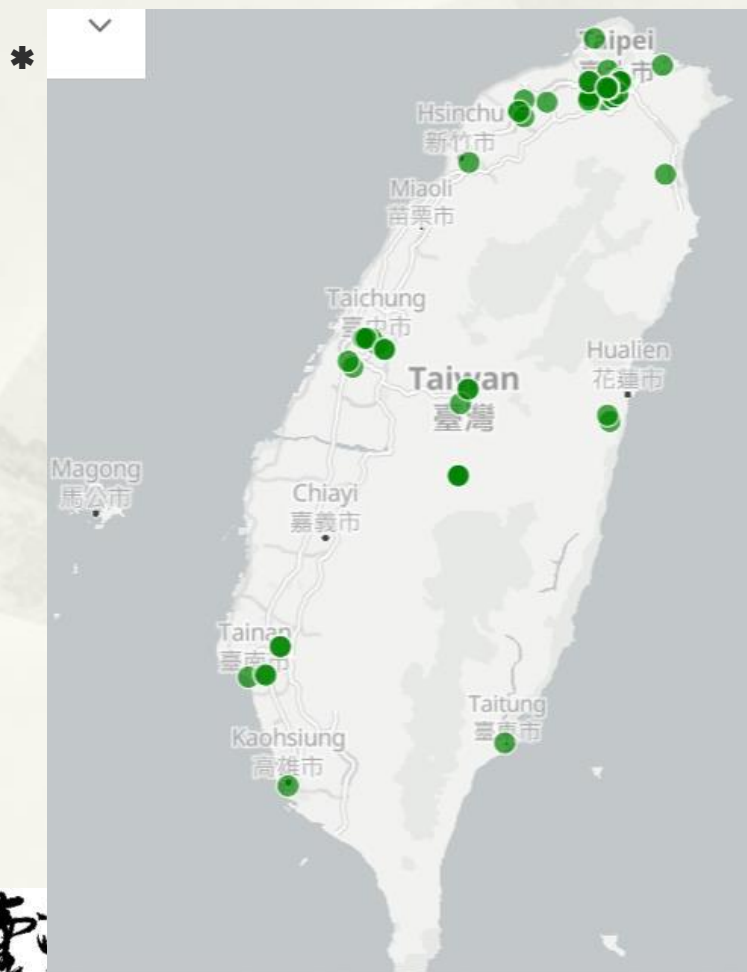 *
Taipei
臺北市
Hsinchu
新竹市
Miaoli
苗栗市
Taichung
臺中市
Taiwan
臺灣
Hualien
花蓮市
Magong
馬公市
Chiayi
嘉義市
Tainan
臺南市
Taitung
臺東市
Kaohsiung
高雄市